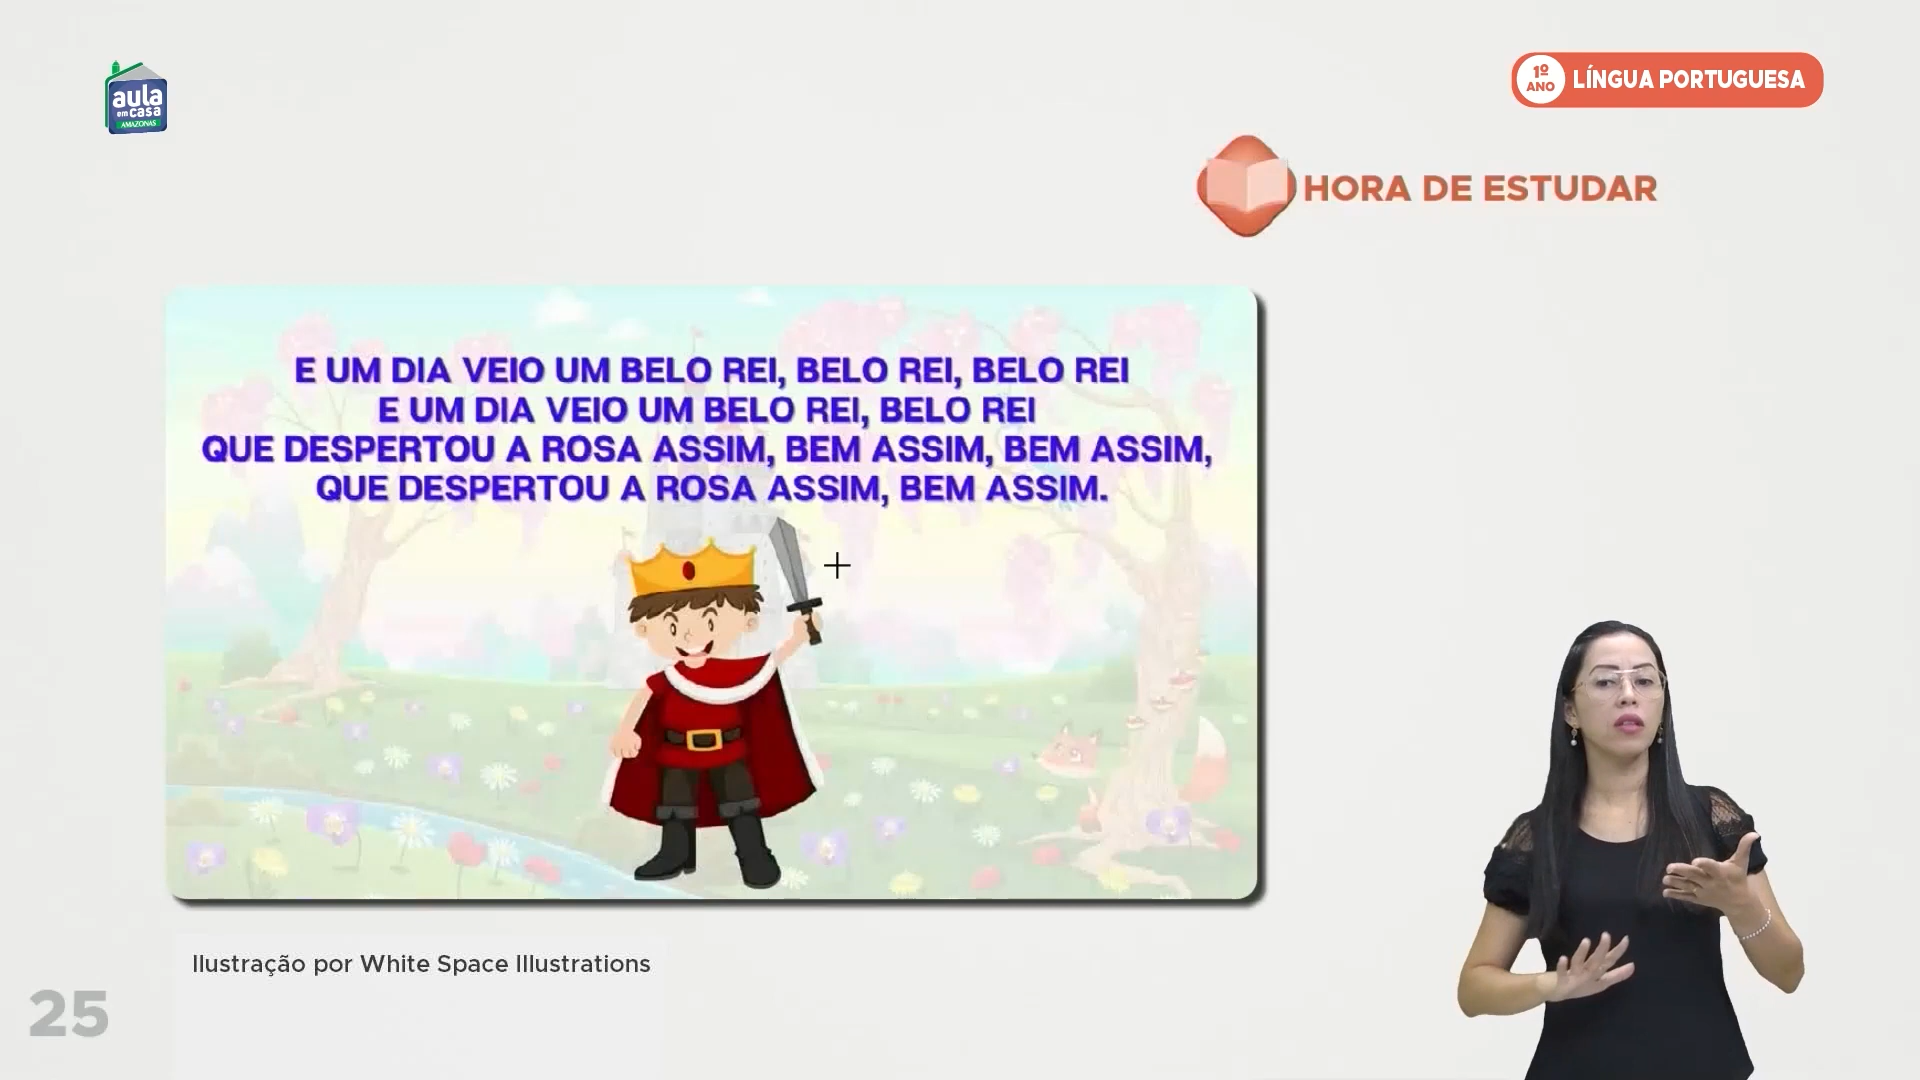 aula
em casa
AMAZONAS
1º
ANO
LÍNGUA PORTUGUESA
HORA DE ESTUDAR
E UM DIA VEIO UM BELO REI, BELO REI, BELO REI
E UM DIA VEIO UM BELO REI, BELO REI
QUE DESPERTOU A ROSA ASSIM, BEM ASSIM, BEM ASSIM,
QUE DESPERTOU A ROSA ASSIM, BEM ASSIM.
Ilustração por White Space Illustrations
25